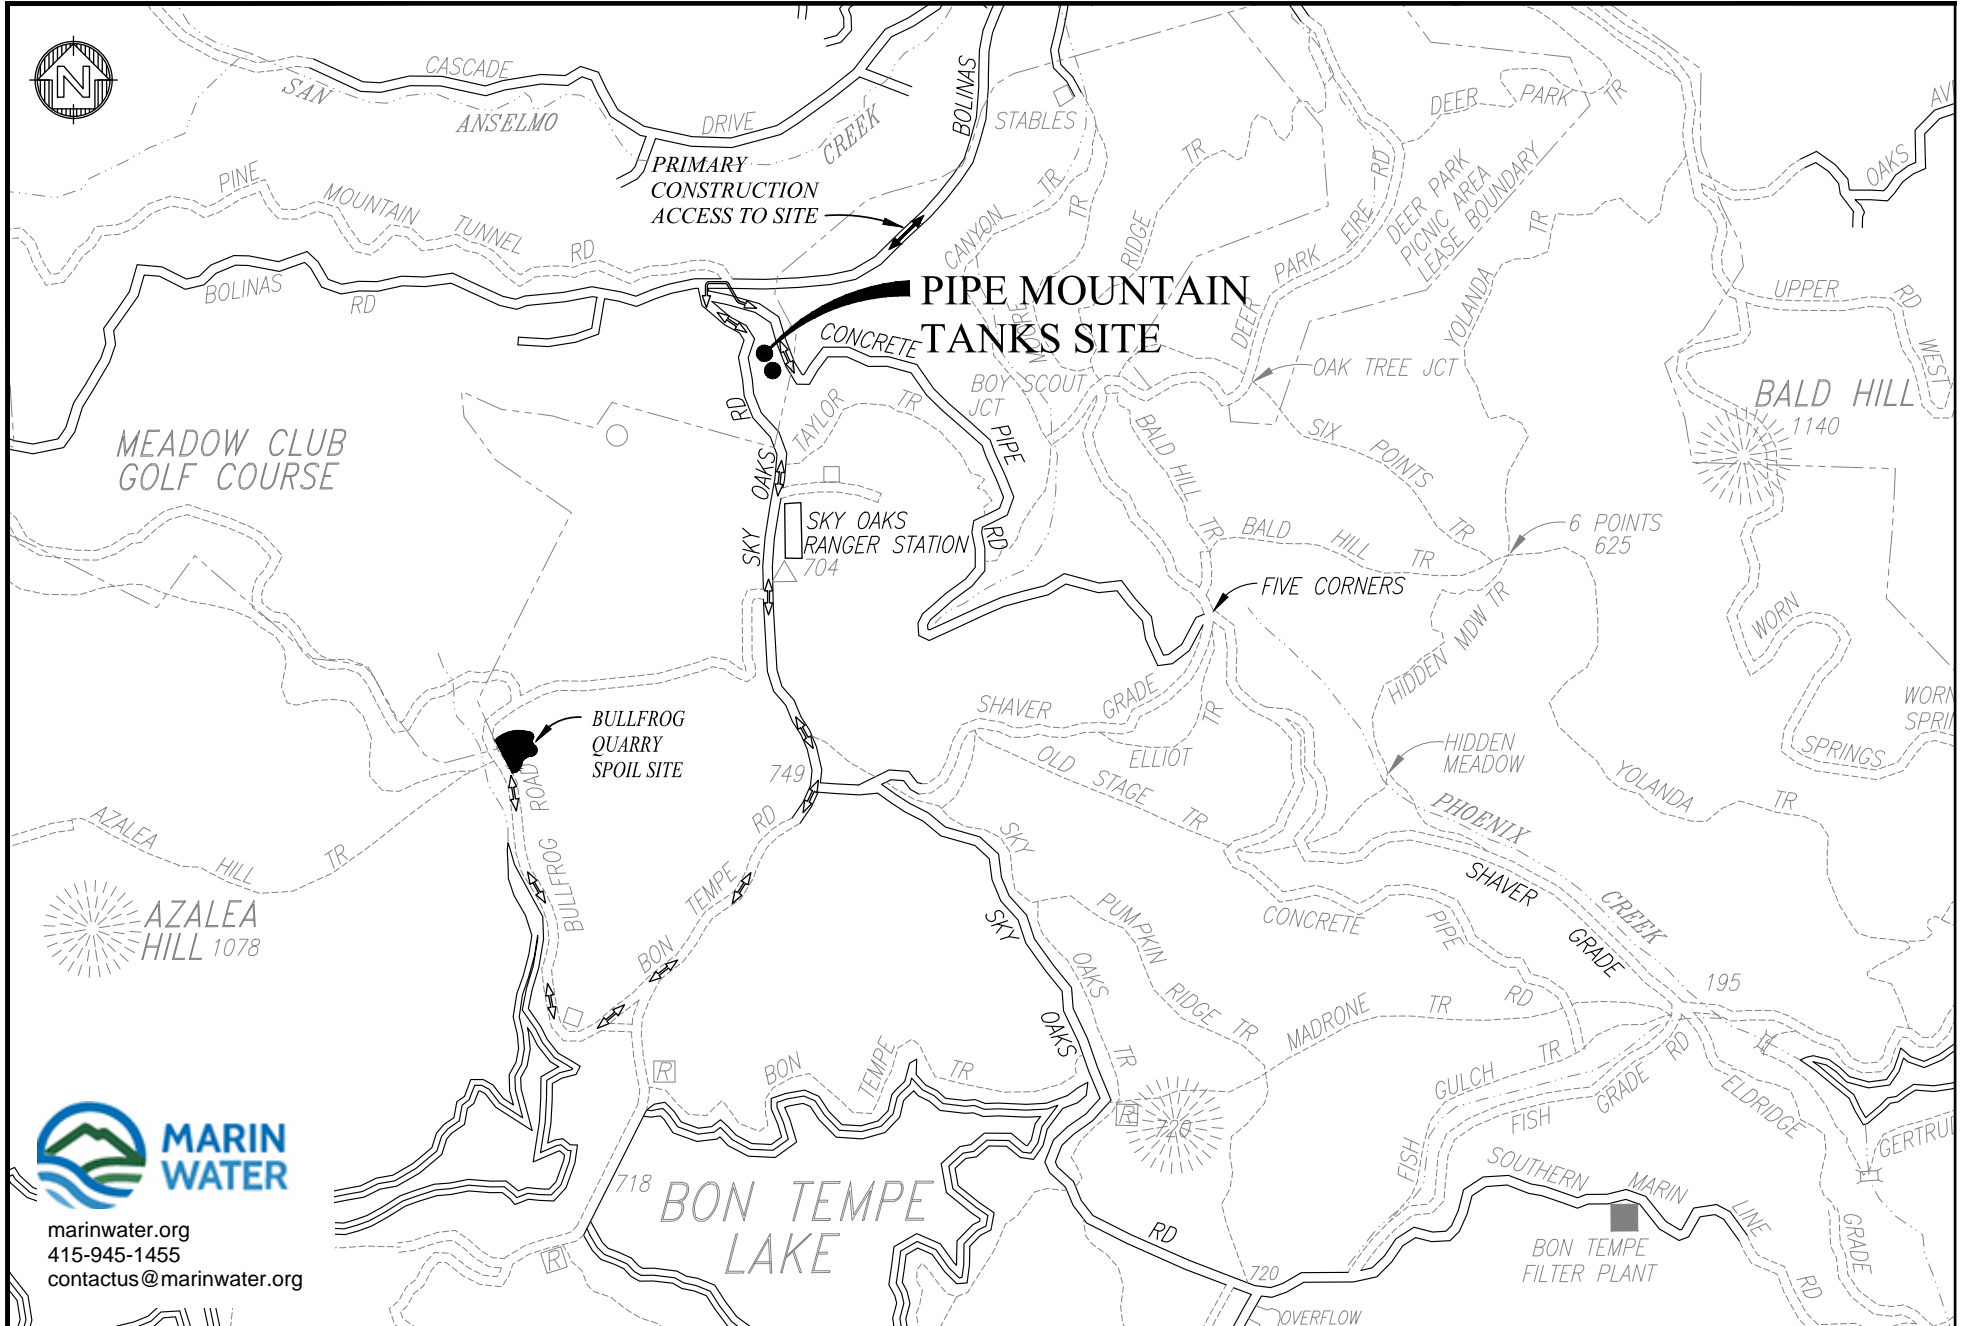 N
CASCADE
DRIVE
SAN
ANSELMO
CREEK
BOLINAS
STABLES
DEER
PARK
TR
AV
OAKS
PRIMARY
CONSTRUCTION
ACCESS TO SITE
PINE
MOUNTAIN
TUNNEL
RD
BOLINAS
RD
CANYON
TR
TR
RIDGE
TR
DEER
PARK
EIRE
RD
DEER PARK
PICNIC AREA
LEASE BOUNDARY
YOLANDA
TR
UPPER
RD
WEST
PIPE MOUNTAIN
TANKS SITE
CONCRETE
PIPE
RD
BOY SCOUT
JCT
OAK TREE JCT
BALD HILL
1140
MEADOW CLUB
GOLF COURSE
TAYLOR
TR
SKY
OAKS
RD
SKY OAKS
RANGER STATION
704
BALD HILL
TR
BALD
HILL
TR
SIX
POINTS
TR
6 POINTS
625
FIVE CORNERS
HIDDEN MDW TR
WORN
SPRINGS
WORN
SPRI
BULLFROG
QUARRY
SPOIL SITE
749
SHAVER
GRADE
ELLIOT
TR
OLD
STAGE
TR
HIDDEN
MEADOW
YOLANDA
TR
PHOENIX
CREEK
SHAVER
GRADE
AZALEA
HILL
TR
AZALEA
HILL 1078
BULLFROG
ROAD
BON
TEMPE
RD
SKY
OAKS
TR
SKY
OAKS
RD
PUMPKIN
RIDGE
TR
CONCRETE
PIPE
RD
MADRONE
TR
195
BON
TEMPE
TR
R
R
R
720
GULCH
TR
FISH
FISH
GRADE
RD
ELDRIDGE
GRADE
GERTRUD
718
BON TEMPE
LAKE
SOUTHERN
MARIN
LINE
RD
BON TEMPE
FILTER PLANT
720
OVERFLOW
MARIN
WATER
marinwater.org
415-945-1455
contactus@marinwater.org